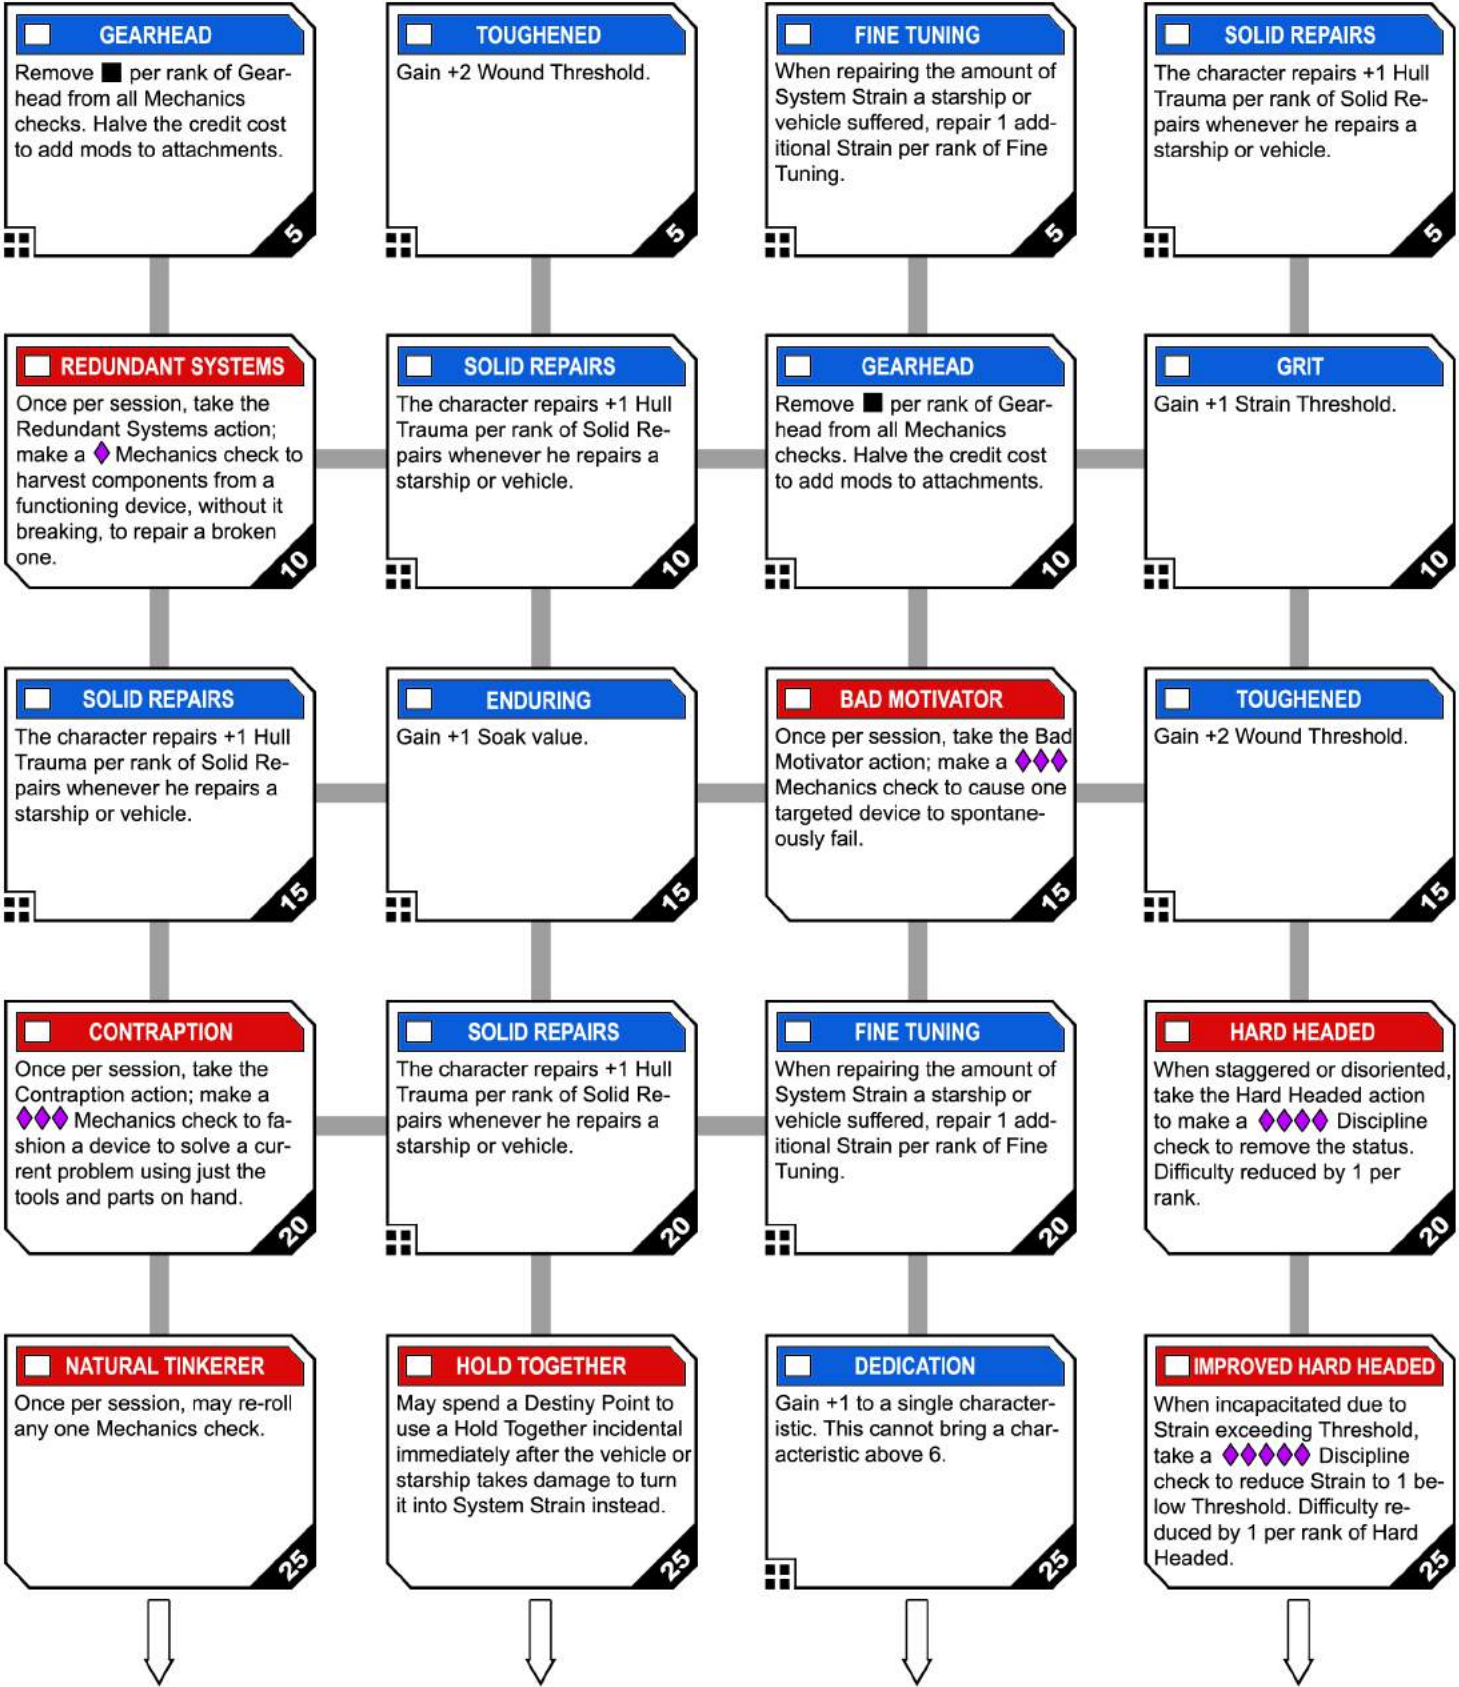 GEARHEAD
Remove ■ per rank of Gear-
head from all Mechanics
checks. Halve the credit cost
to add mods to attachments.
5
TOUGHENED
Gain +2 Wound Threshold.
5
FINE TUNING
When repairing the amount of
System Strain a starship or
vehicle suffered, repair 1 add-
itional Strain per rank of Fine
Tuning.
5
SOLID REPAIRS
The character repairs +1 Hull
Trauma per rank of Solid Re-
pairs whenever he repairs a
starship or vehicle.
5
REDUNDANT SYSTEMS
Once per session, take the
Redundant Systems action;
make a ♦ Mechanics check to
harvest components from a
functioning device, without it
breaking, to repair a broken
one.
10
SOLID REPAIRS
The character repairs +1 Hull
Trauma per rank of Solid Re-
pairs whenever he repairs a
starship or vehicle.
10
GEARHEAD
Remove ■ per rank of Gear-
head from all Mechanics
checks. Halve the credit cost
to add mods to attachments.
10
GRIT
Gain +1 Strain Threshold.
10
SOLID REPAIRS
The character repairs +1 Hull
Trauma per rank of Solid Re-
pairs whenever he repairs a
starship or vehicle.
15
ENDURING
Gain +1 Soak value.
15
BAD MOTIVATOR
Once per session, take the Bad
Motivator action; make a ♦♦♦
Mechanics check to cause one
targeted device to spontane-
ously fail.
15
TOUGHENED
Gain +2 Wound Threshold.
15
CONTRAPTION
Once per session, take the
Contraption action; make a
♦♦♦ Mechanics check to fa-
shion a device to solve a cur-
rent problem using just the
tools and parts on hand.
20
SOLID REPAIRS
The character repairs +1 Hull
Trauma per rank of Solid Re-
pairs whenever he repairs a
starship or vehicle.
20
FINE TUNING
When repairing the amount of
System Strain a starship or
vehicle suffered, repair 1 add-
itional Strain per rank of Fine
Tuning.
20
HARD HEADED
When staggered or disoriented,
take the Hard Headed action
to make a ♦♦♦♦ Discipline
check to remove the status.
Difficulty reduced by 1 per
rank.
20
NATURAL TINKERER
Once per session, may re-roll
any one Mechanics check.
25
HOLD TOGETHER
May spend a Destiny Point to
use a Hold Together incidental
immediately after the vehicle or
starship takes damage to turn
it into System Strain instead.
25
DEDICATION
Gain +1 to a single character-
istic. This cannot bring a char-
acteristic above 6.
25
IMPROVED HARD HEADED
When incapacitated due to
Strain exceeding Threshold,
take a ♦♦♦♦♦ Discipline
check to reduce Strain to 1 be-
low Threshold. Difficulty re-
duced by 1 per rank of Hard
Headed.
25